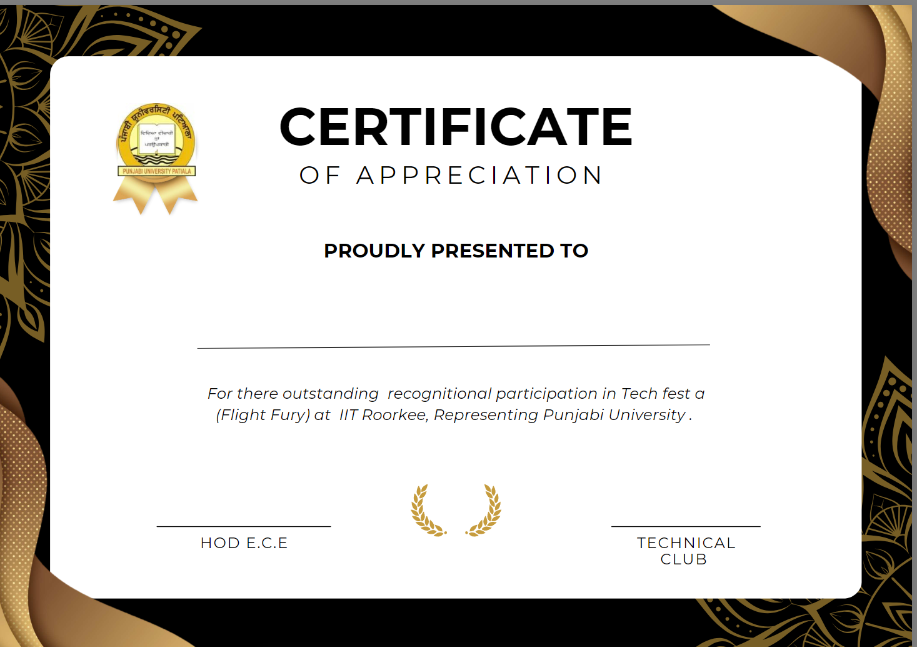 ਪੰਜਾਬੀ ਯੂਨੀਵਰਸਿਟੀ ਪਟਿਆਲਾ
ਵਿਦਿਆ ਵੀਚਾਰੀ
ਤਾਂ
ਪਰਉਪਕਾਰੀ
PUNJABI UNIVERSITY PATIALA
CERTIFICATE
OF APPRECIATION
PROUDLY PRESENTED TO
For there outstanding recognitional participation in Tech fest a
(Flight Fury) at IIT Roorkee, Representing Punjabi University .
HOD E.C.E
TECHNICAL
CLUB